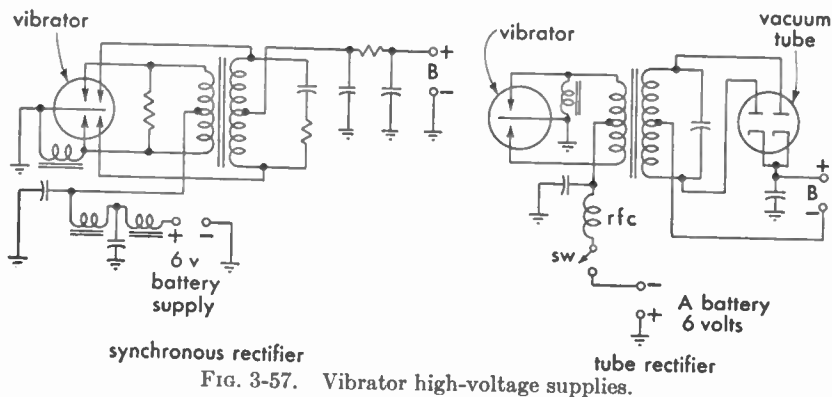 vibrator
+
B
-
+ -
6 v
battery
supply
synchronous rectifier
vibrator
vacuum
tube
+
B
-
rfc
sw
-
+
A battery
6 volts
tube rectifier
FIG. 3-57. Vibrator high-voltage supplies.